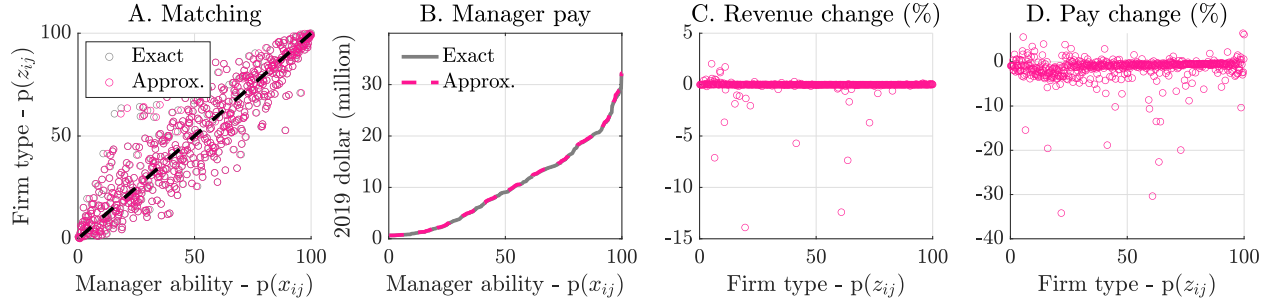 A. Matching
Firm type - p(z_ij)
100
50
0
Exact
Approx.
0
50
100
Manager ability - p(x_ij)
B. Manager pay
2019 dollar (million)
30
20
10
0
Exact
Approx.
0
50
100
Manager ability - p(x_ij)
C. Revenue change (%)
5
0
-5
-10
-15
0
50
100
Firm type - p(z_ij)
D. Pay change (%)
0
-10
-20
-30
-40
0
50
100
Firm type - p(z_ij)